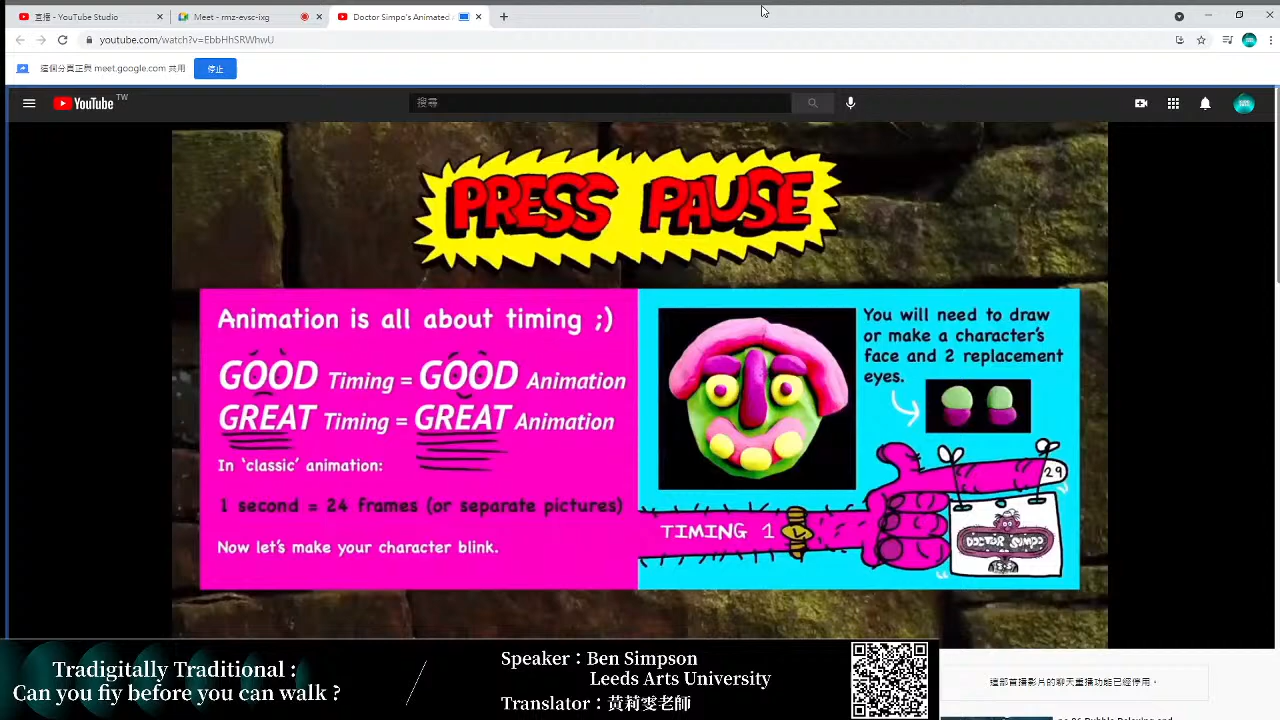 直播 - YouTube Studio
Meet - rmz-evsc-ixg
Doctor Simpo's Animated
youtube.com/watch?v=EbbHhSRWhwU
這個分頁正與 meet.google.com 共用
停止
YouTube TW
搜尋
PRESS PAUSE
Animation is all about timing ;)
GOOD Timing = GOOD Animation
GREAT Timing = GREAT Animation
In 'classic' animation:
1 second = 24 frames (or separate pictures)
Now let's make your character blink.
You will need to draw
or make a character's
face and 2 replacement
eyes.
29
TIMING 1
DOCTOR SIMPO
Tradigitally Traditional :
Can you fiy before you can walk ?
Speaker：Ben Simpson
Leeds Arts University
Translator：黃莉雯老師
這部首播影片的聊天重播功能已經停用。